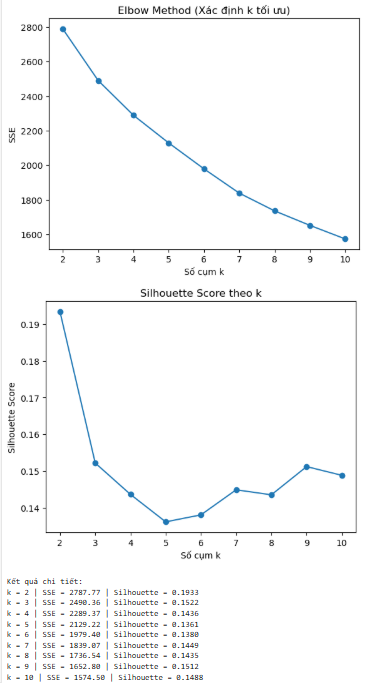 Elbow Method (Xác định k tối ưu)
2800
2600
2400
2200
2000
1800
1600
SSE
2 3 4 5 6 7 8 9 10
Số cụm k
Silhouette Score theo k
0.19
0.18
0.17
0.16
0.15
0.14
Silhouette Score
2 3 4 5 6 7 8 9 10
Số cụm k
Kết quả chi tiết:
k = 2 | SSE = 2787.77 | Silhouette = 0.1933
k = 3 | SSE = 2490.36 | Silhouette = 0.1522
k = 4 | SSE = 2289.37 | Silhouette = 0.1436
k = 5 | SSE = 2129.22 | Silhouette = 0.1361
k = 6 | SSE = 1979.40 | Silhouette = 0.1380
k = 7 | SSE = 1839.07 | Silhouette = 0.1449
k = 8 | SSE = 1736.54 | Silhouette = 0.1435
k = 9 | SSE = 1652.80 | Silhouette = 0.1512
k = 10 | SSE = 1574.50 | Silhouette = 0.1488